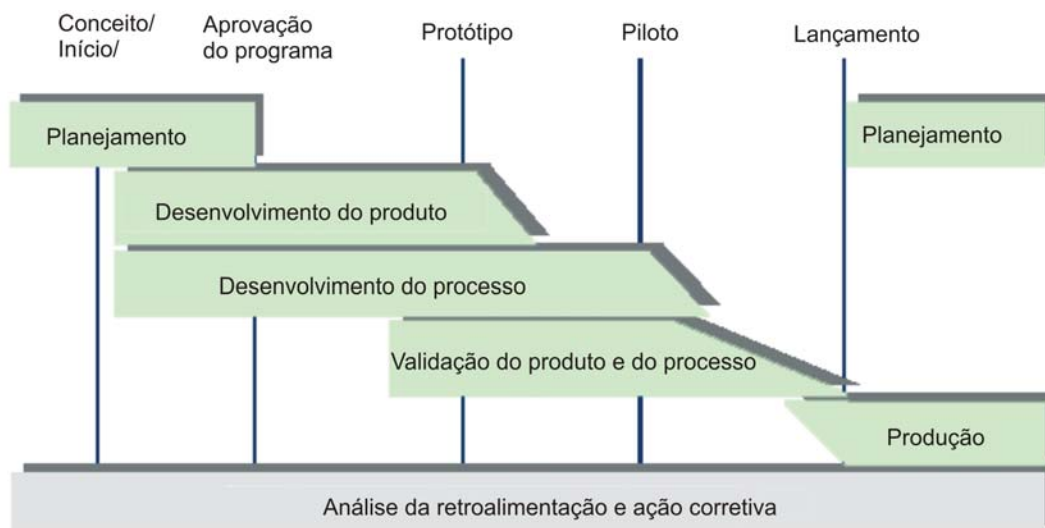 Conceito/
Início/
Aprovação
do programa
Protótipo
Piloto
Lançamento
Planejamento
Planejamento
Desenvolvimento do produto
Desenvolvimento do processo
Validação do produto e do processo
Produção
Análise da retroalimentação e ação corretiva